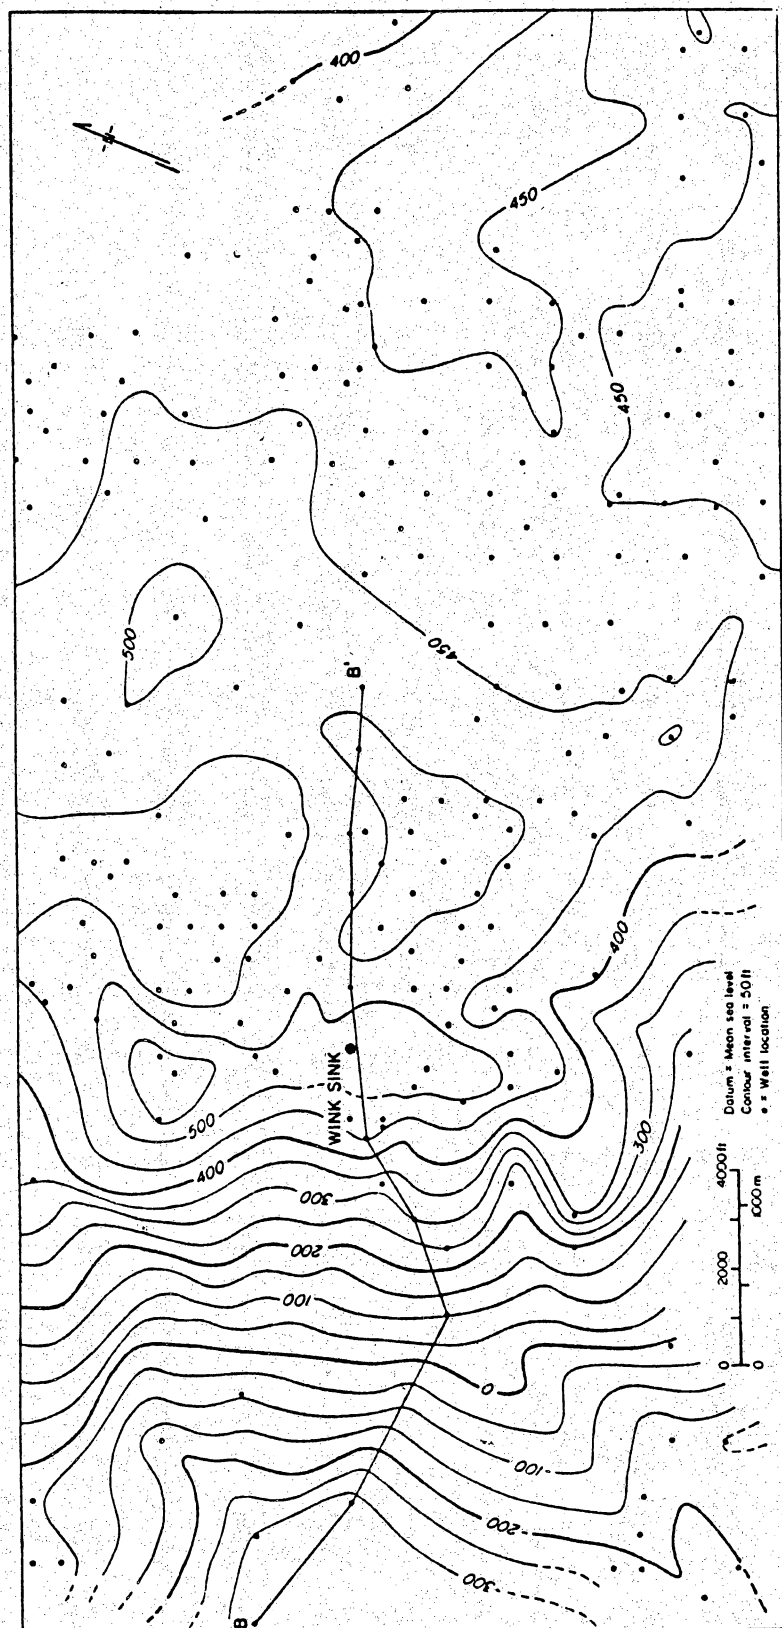 400
N
450
450
500
450
B'
400
WINK SINK
500
400
300
300
200
100
0
-100
-200
-300
B
Datum = Mean sea level
Contour interval = 50 ft
• = Well location
0 2000 4000 ft
0 1000 m